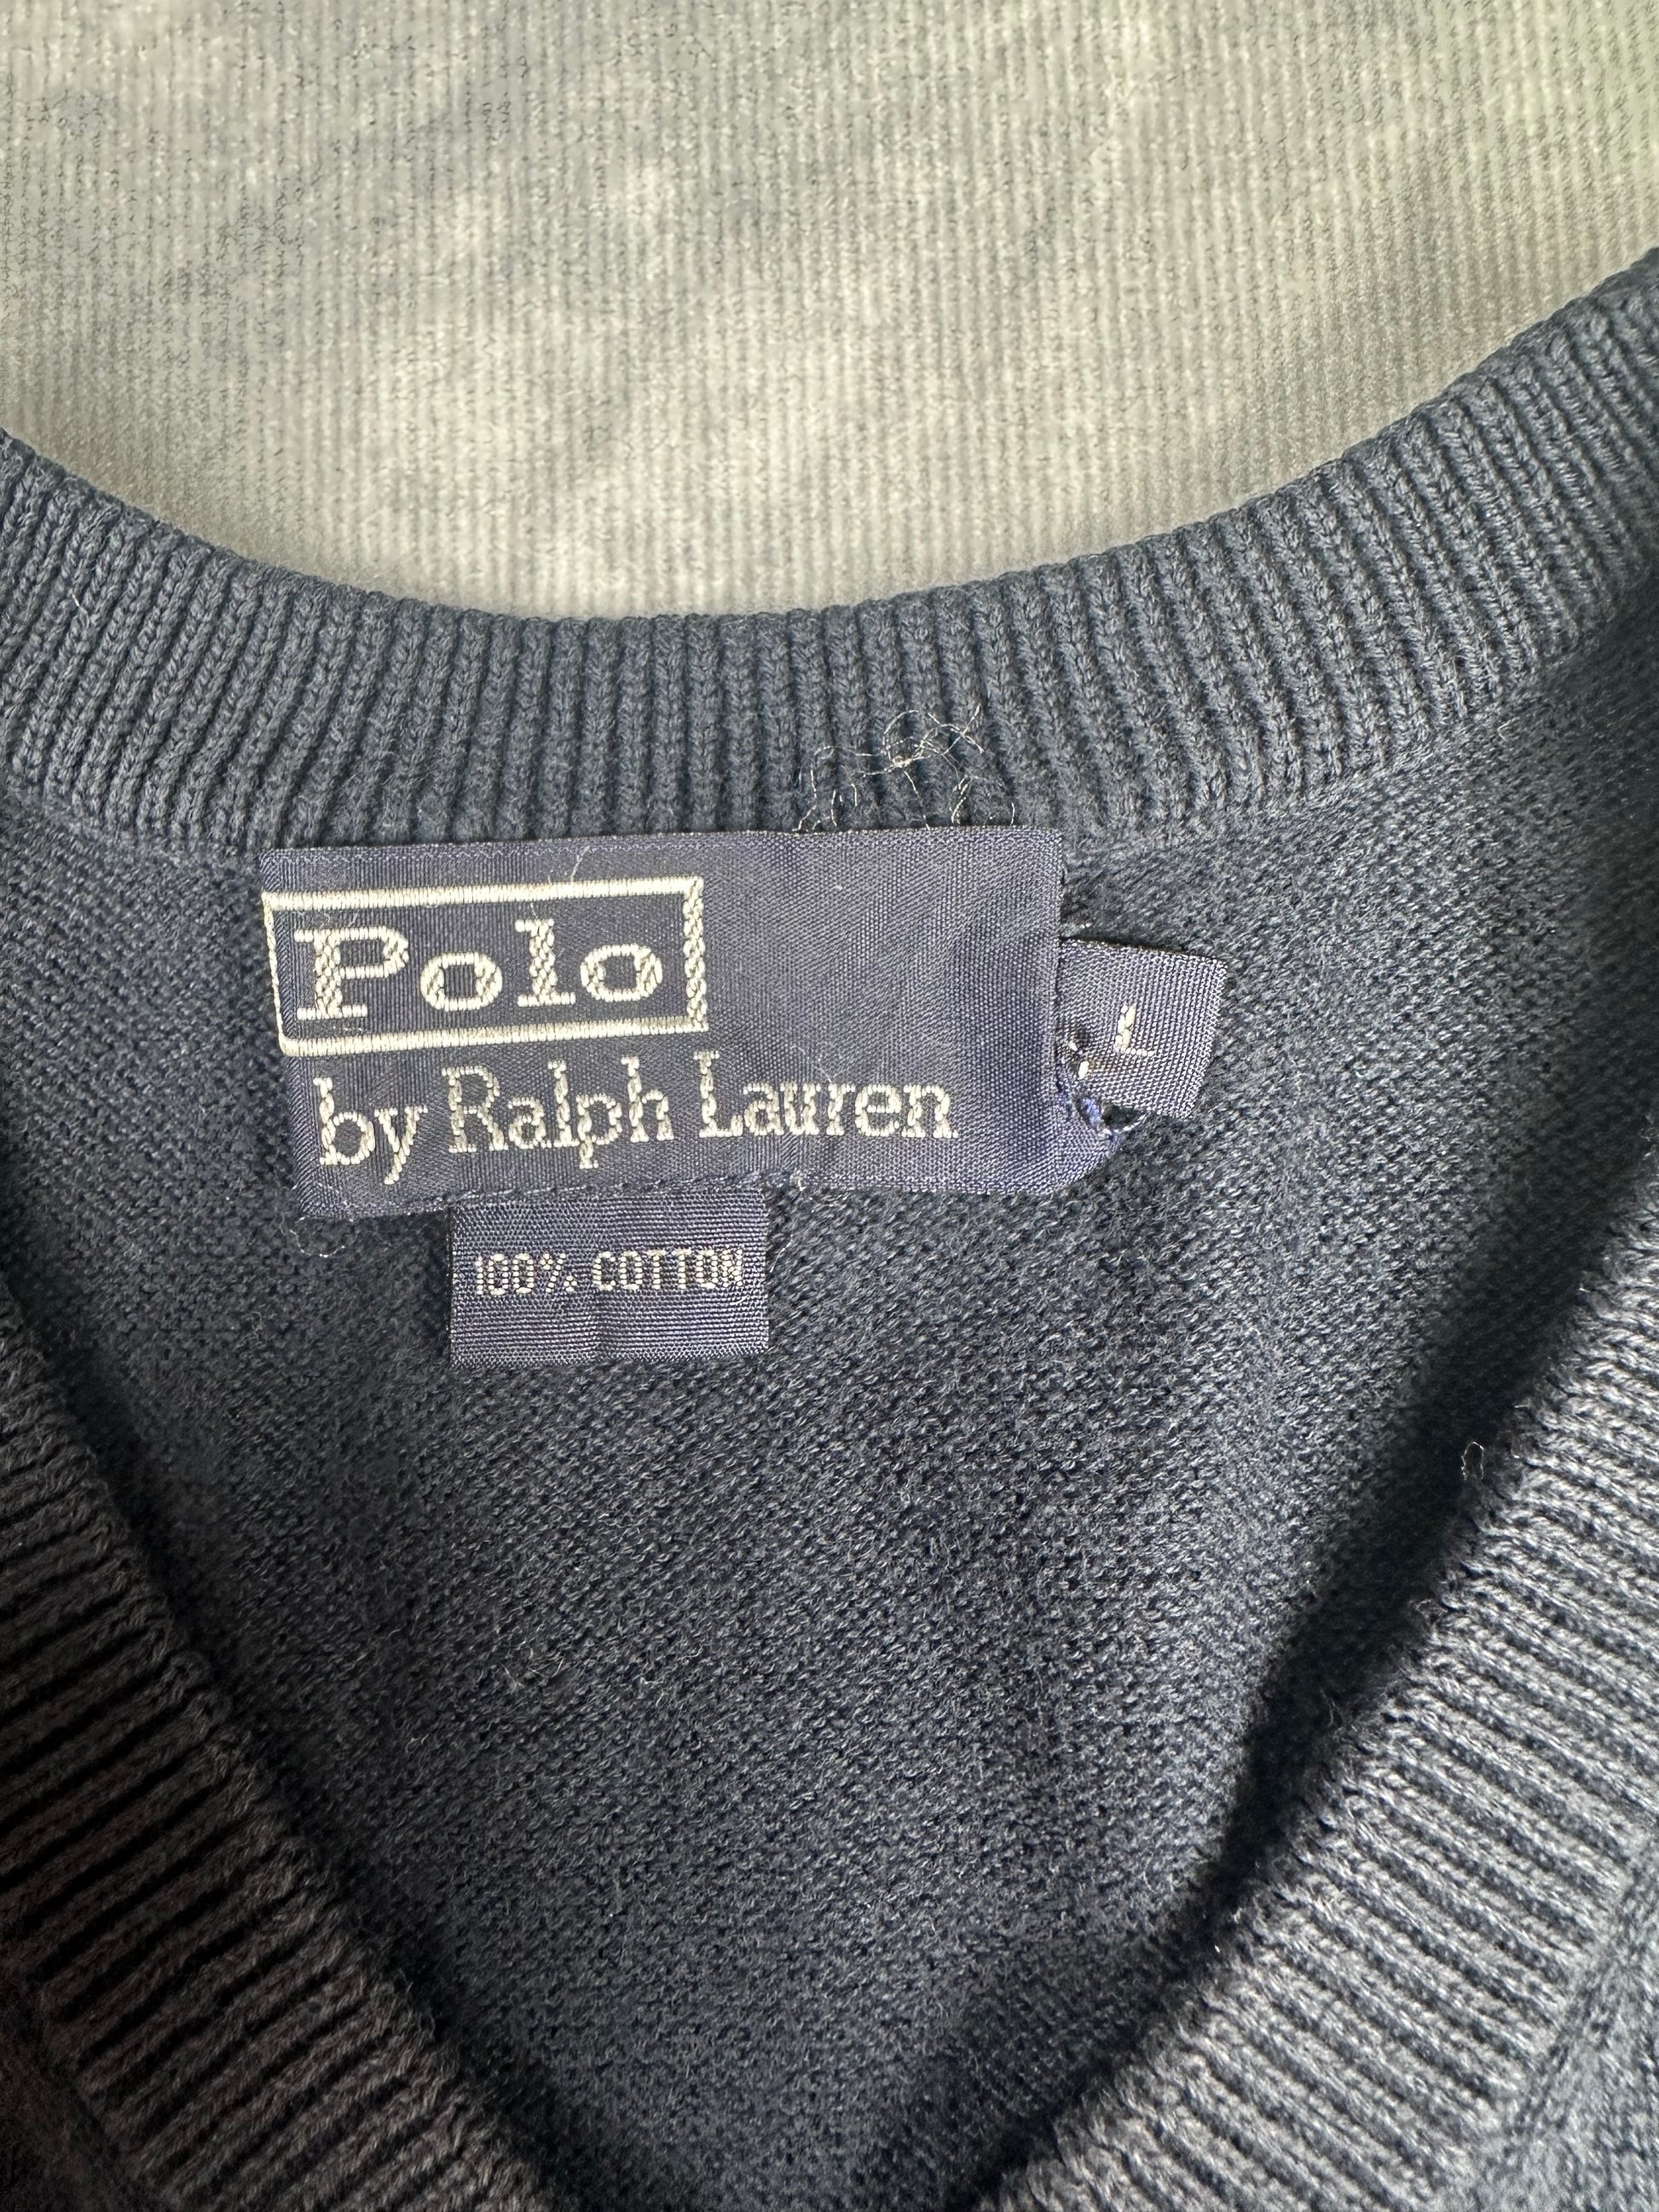 Polo
by Ralph Lauren
L
100% COTTON